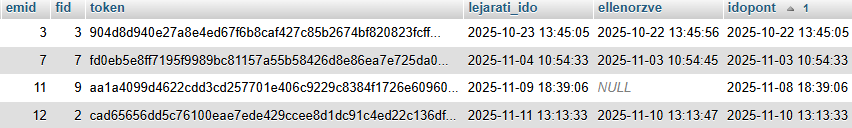 emid fid token lejarati_ido ellenorzve idopont 1
3 3 904d8d940e27a8e4ed67f6b8caf427c85b2674bf820823fcff... 2025-10-23 13:45:05 2025-10-22 13:45:56 2025-10-22 13:45:05
7 7 fd0eb5e8ff7195f9989bc81157a55b58426d8e86ea7e725da0... 2025-11-04 10:54:33 2025-11-03 10:54:45 2025-11-03 10:54:33
11 9 aa1a4099d4622cdd3cd257701e406c9229c8384f1726e60960... 2025-11-09 18:39:06 NULL 2025-11-08 18:39:06
12 2 cad65656dd5c76100eae7ede429ccee8d1dc91c4ed22c136df... 2025-11-11 13:13:33 2025-11-10 13:13:47 2025-11-10 13:13:33